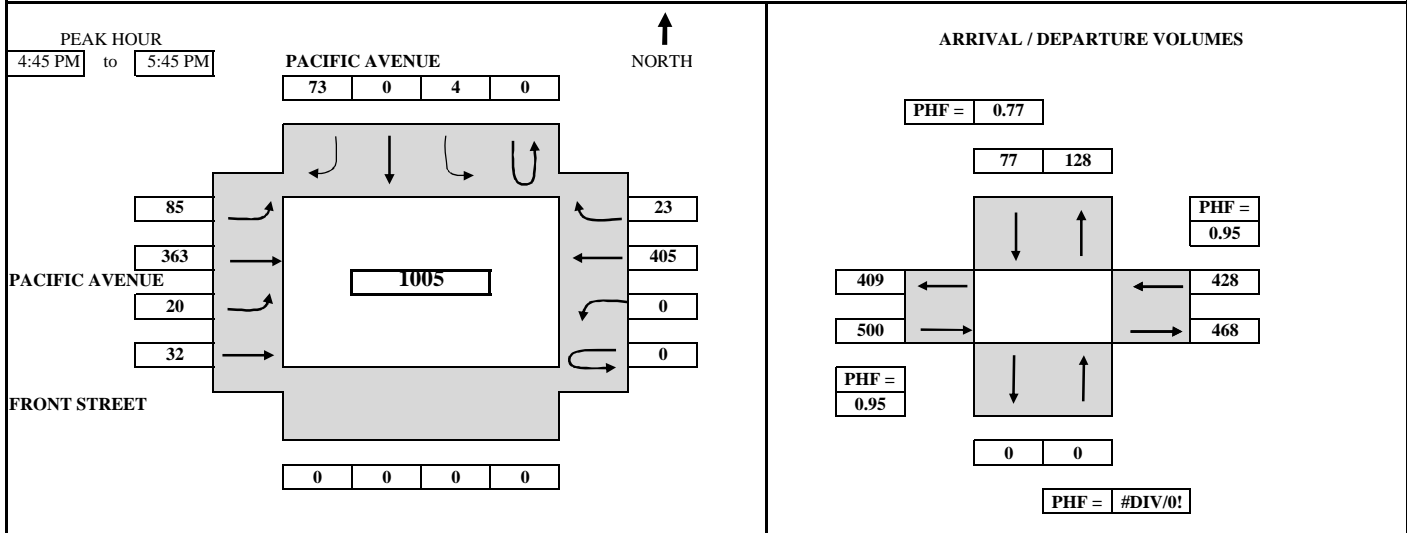 PEAK HOUR
4:45 PM to 5:45 PM
PACIFIC AVENUE
NORTH
73 0 4 0
85
363
PACIFIC AVENUE
20
32
FRONT STREET
1005
23
405
0
0
0 0 0 0
ARRIVAL / DEPARTURE VOLUMES
PHF = 0.77
77 128
PHF =
0.95
409
500
428
468
PHF =
0.95
0 0
PHF = #DIV/0!